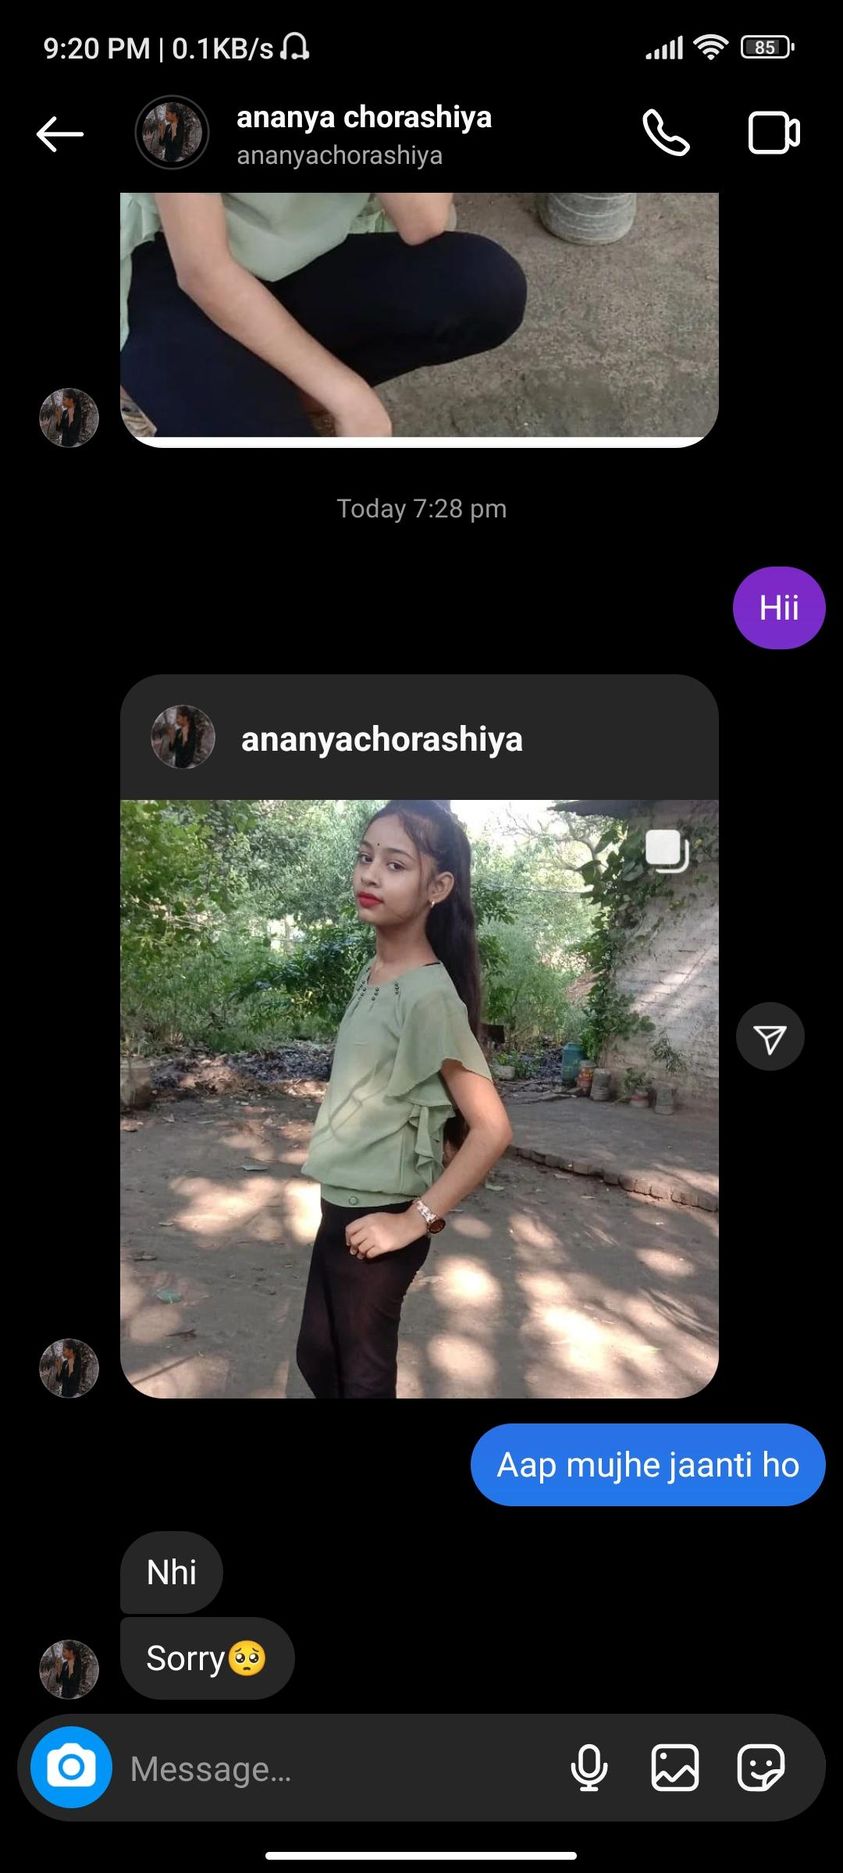 9:20 PM | 0.1KB/s
85
ananya chorashiya
ananyachorashiya
Today 7:28 pm
Hii
ananyachorashiya
Aap mujhe jaanti ho
Nhi
Sorry🥺
Message...